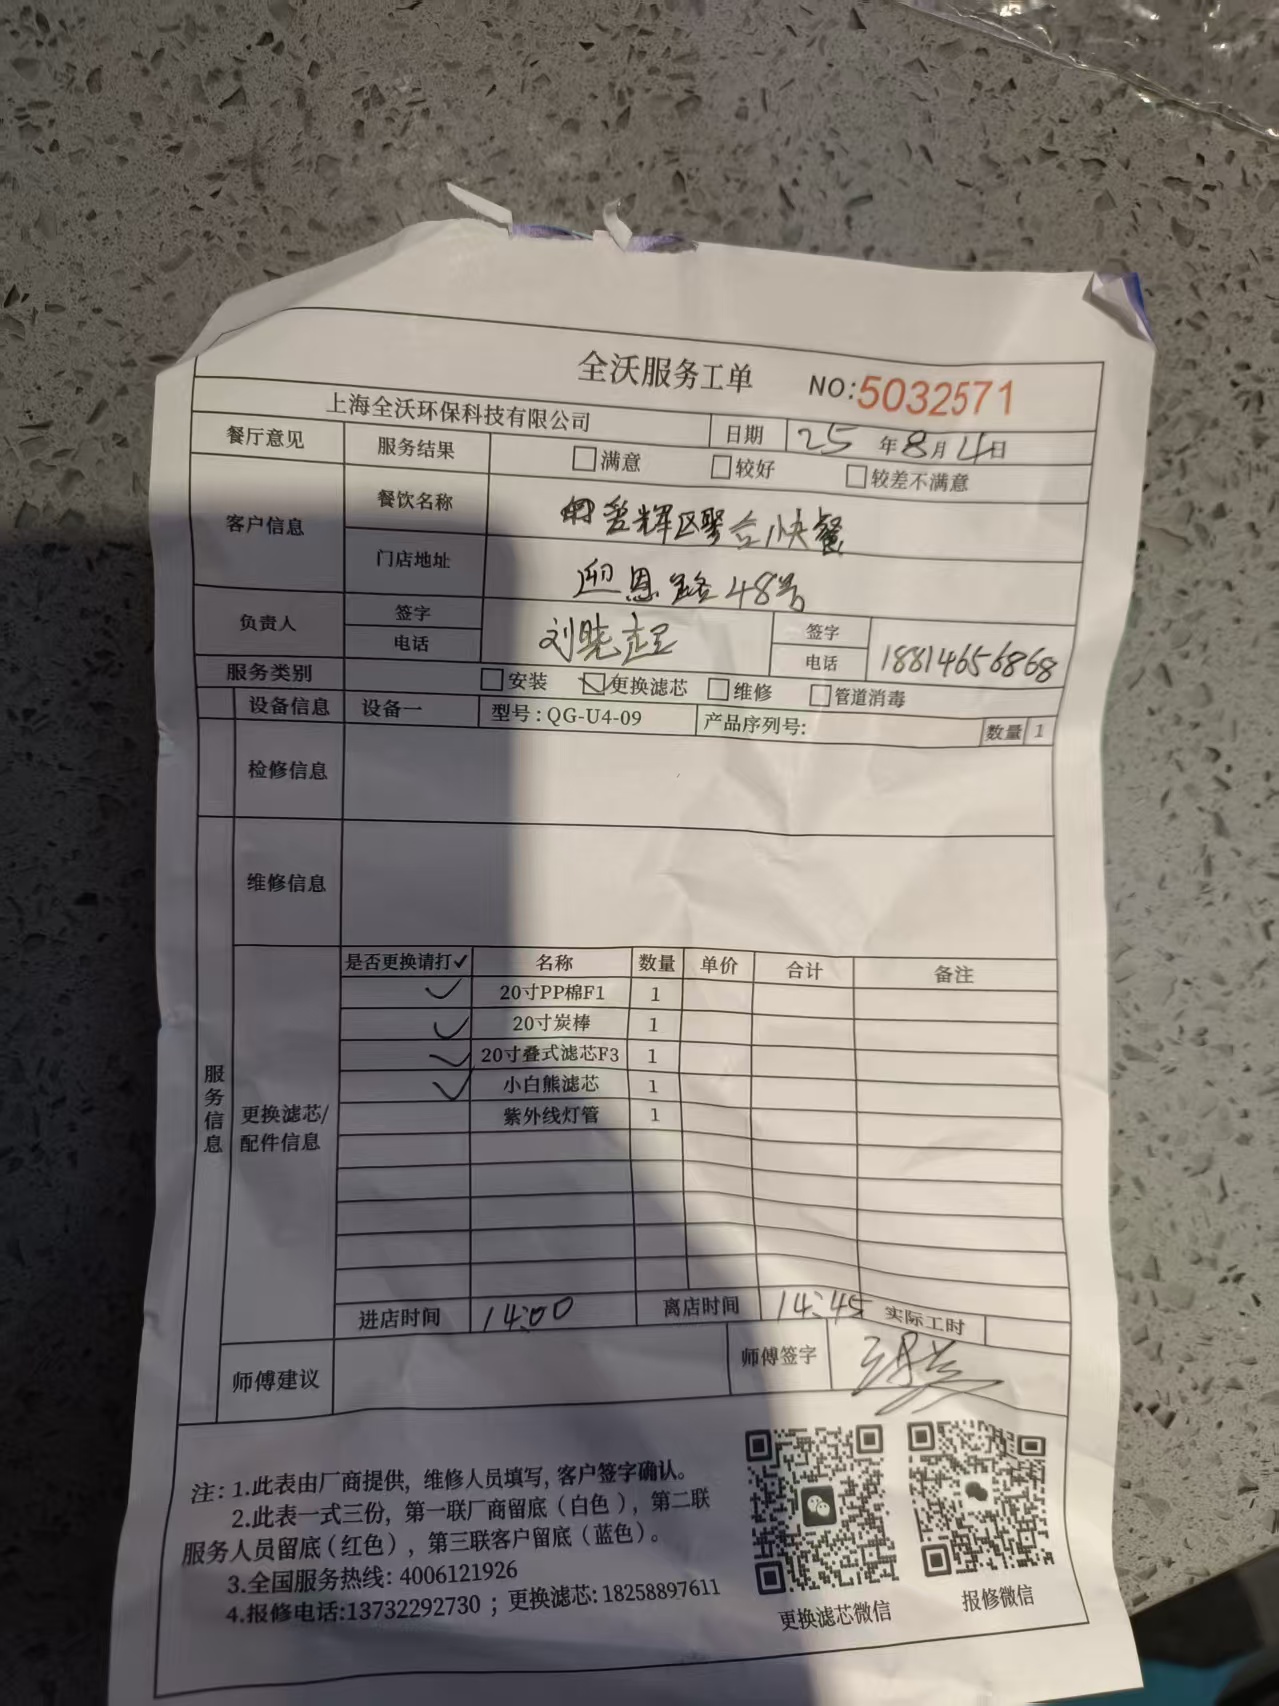 全沃服务工单 NO:5032571
上海全沃环保科技有限公司 日期 25年8月4日
餐厅意见 服务结果 满意 较好 较差不满意
客户信息 餐饮名称 辉区聚合快餐
门店地址 迎恩路48号
负责人 签字 电话 刘晓 签字 电话 18814656868
服务类别 安装 更换滤芯 维修 管道消毒
设备信息 设备一 型号:QG-U4-09 产品序列号: 数量 1
检修信息
维修信息
服务信息
更换滤芯/
配件信息
是否更换请打✓ 名称 数量 单价 合计 备注
✓ 20寸PP棉F1 1
✓ 20寸炭棒 1
✓ 20寸叠式滤芯F3 1
✓ 小白熊滤芯 1
紫外线灯管 1
进店时间 14:00 离店时间 14:45 实际工时
师傅建议 师傅签字
注:1.此表由厂商提供,维修人员填写,客户签字确认。
2.此表一式三份,第一联厂商留底(白色),第二联
服务人员留底(红色),第三联客户留底(蓝色)。
3.全国服务热线:4006121926
4.报修电话:13732292730;更换滤芯:18258897611
更换滤芯微信 报修微信